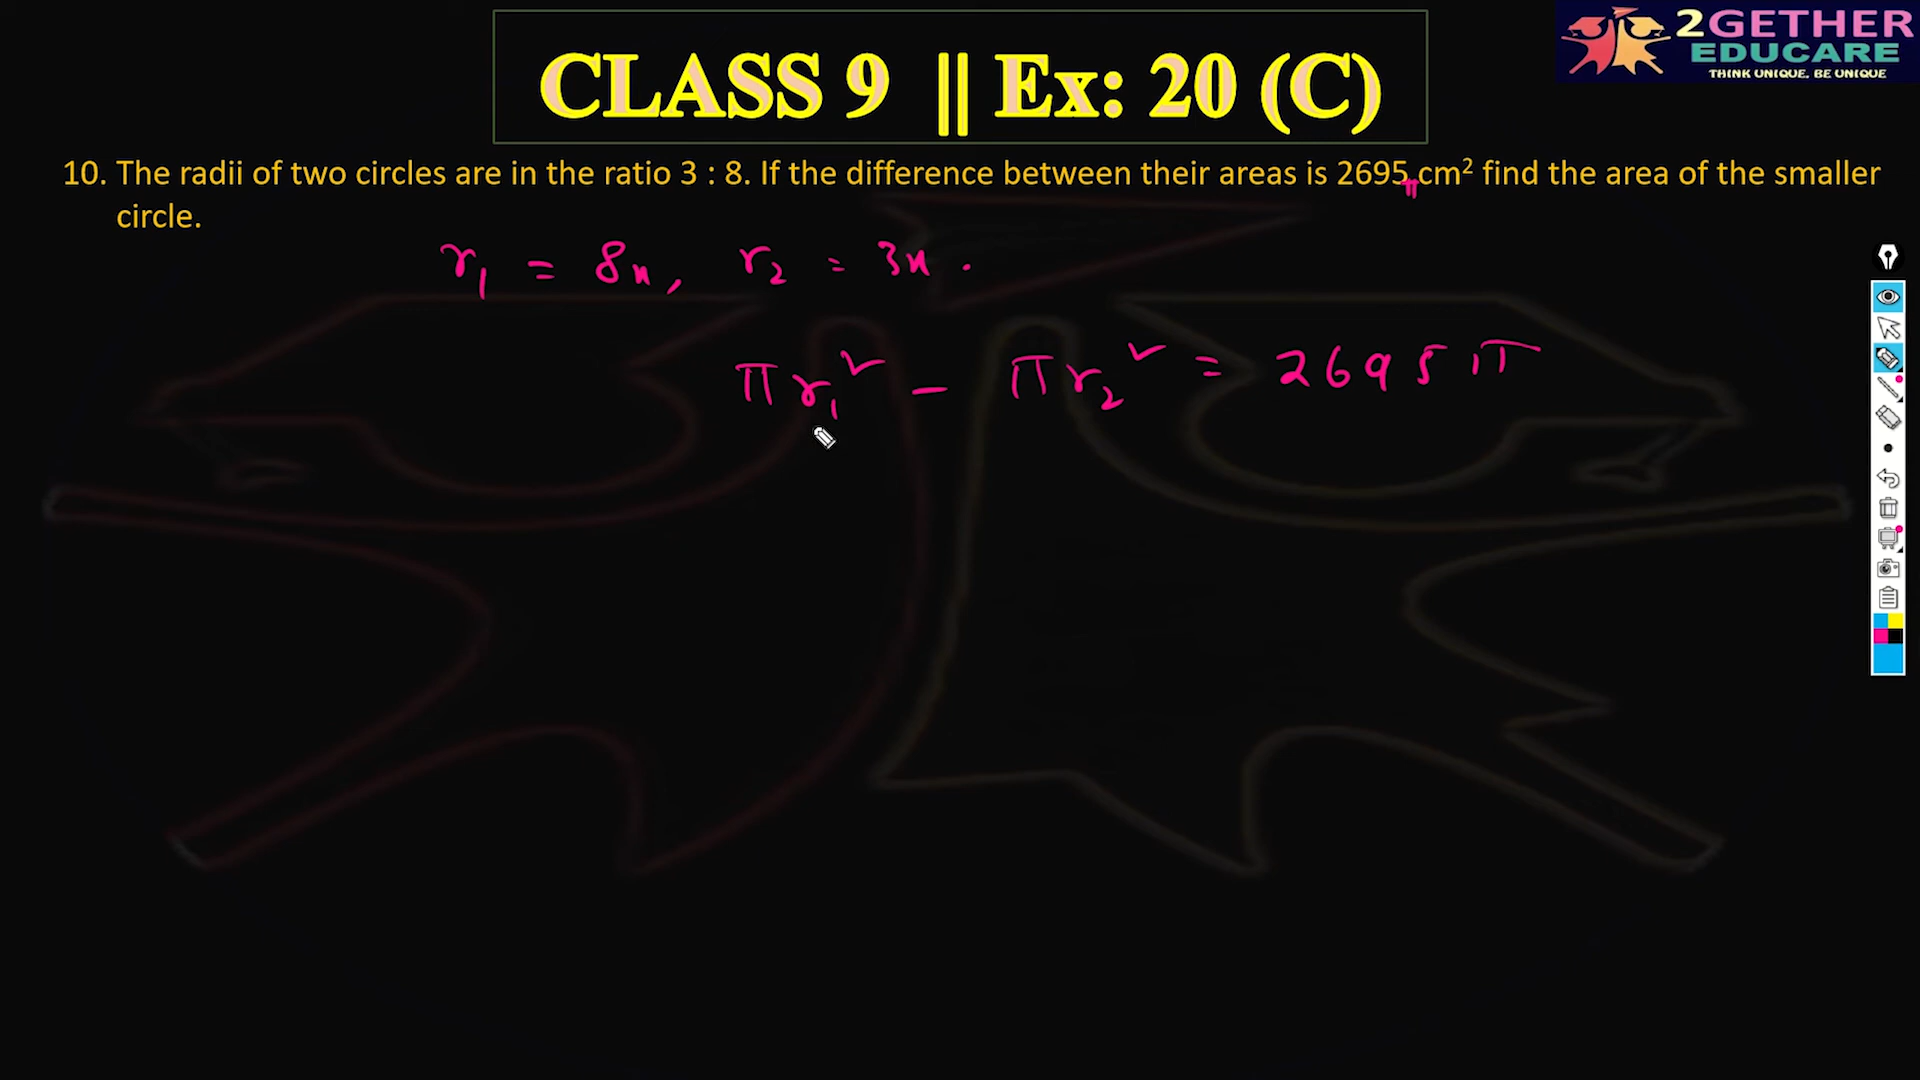 2GETHER
EDUCARE
THINK UNIQUE. BE UNIQUE
CLASS 9 || Ex: 20 (C)
10. The radii of two circles are in the ratio 3 : 8. If the difference between their areas is 2695π cm² find the area of the smaller
circle.
r₁ = 8x, r₂ = 3x.
πr₁² - πr₂² = 2695π